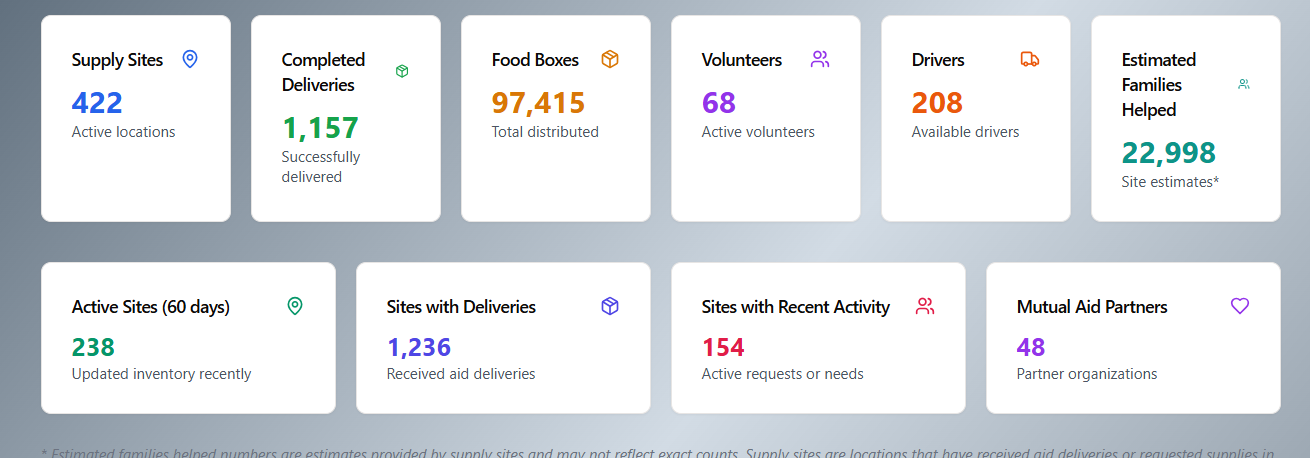 Supply Sites
422
Active locations
Completed
Deliveries
1,157
Successfully
delivered
Food Boxes
97,415
Total distributed
Volunteers
68
Active volunteers
Drivers
208
Available drivers
Estimated
Families
Helped
22,998
Site estimates*
Active Sites (60 days)
238
Updated inventory recently
Sites with Deliveries
1,236
Received aid deliveries
Sites with Recent Activity
154
Active requests or needs
Mutual Aid Partners
48
Partner organizations
* Estimated families helped numbers are estimates provided by supply sites and may not reflect exact counts. Supply sites are locations that have received aid deliveries or requested supplies in